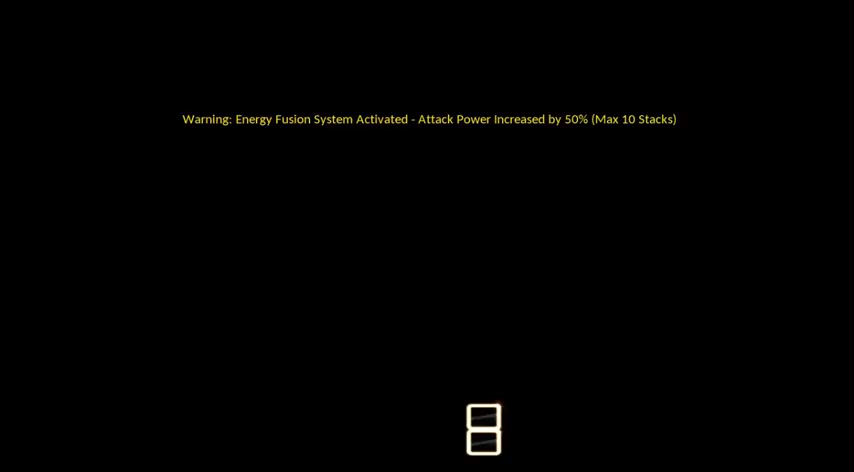 Warning: Energy Fusion System Activated - Attack Power Increased by 50% (Max 10 Stacks)
8